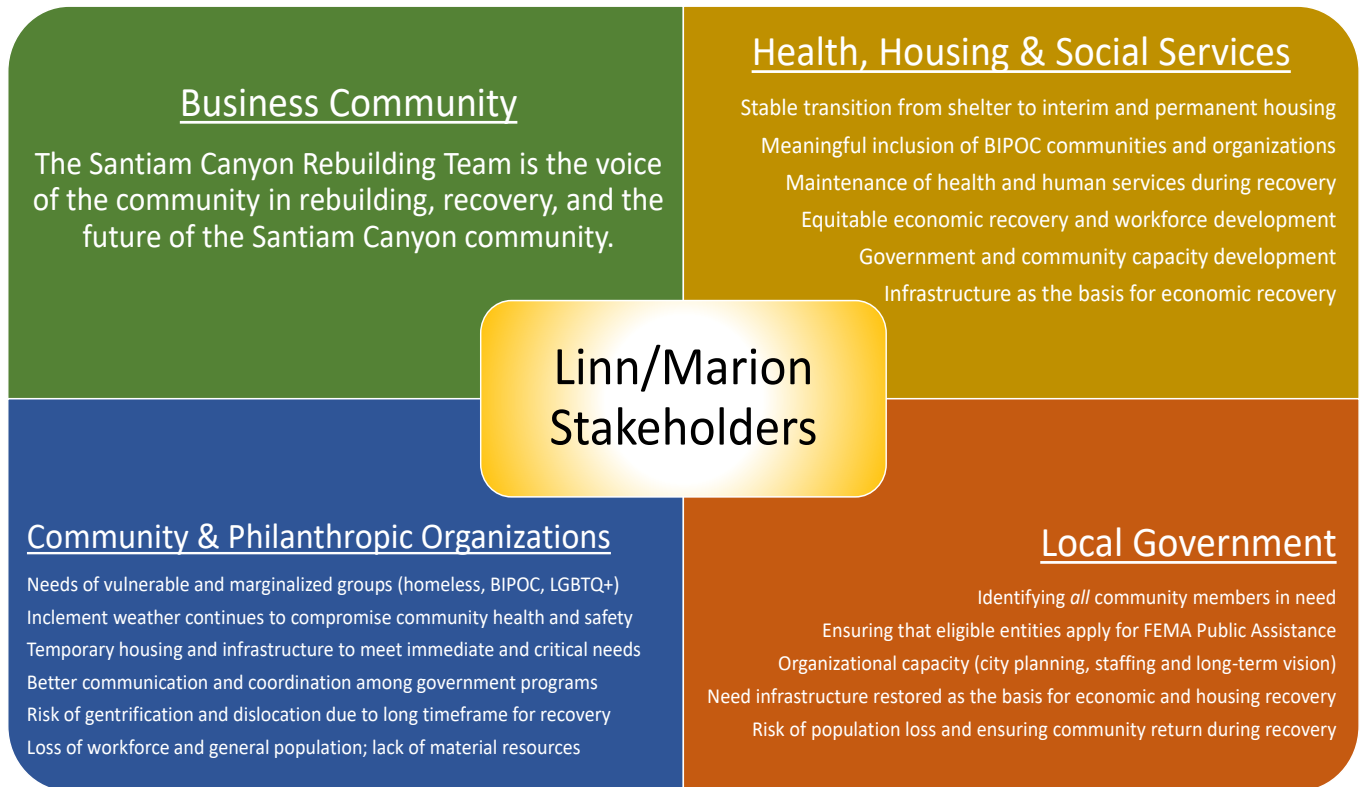 Business Community
The Santiam Canyon Rebuilding Team is the voice
of the community in rebuilding, recovery, and the
future of the Santiam Canyon community.
Health, Housing & Social Services
Stable transition from shelter to interim and permanent housing
Meaningful inclusion of BIPOC communities and organizations
Maintenance of health and human services during recovery
Equitable economic recovery and workforce development
Government and community capacity development
Infrastructure as the basis for economic recovery
Linn/Marion
Stakeholders
Community & Philanthropic Organizations
Needs of vulnerable and marginalized groups (homeless, BIPOC, LGBTQ+)
Inclement weather continues to compromise community health and safety
Temporary housing and infrastructure to meet immediate and critical needs
Better communication and coordination among government programs
Risk of gentrification and dislocation due to long timeframe for recovery
Loss of workforce and general population; lack of material resources
Local Government
Identifying all community members in need
Ensuring that eligible entities apply for FEMA Public Assistance
Organizational capacity (city planning, staffing and long-term vision)
Need infrastructure restored as the basis for economic and housing recovery
Risk of population loss and ensuring community return during recovery